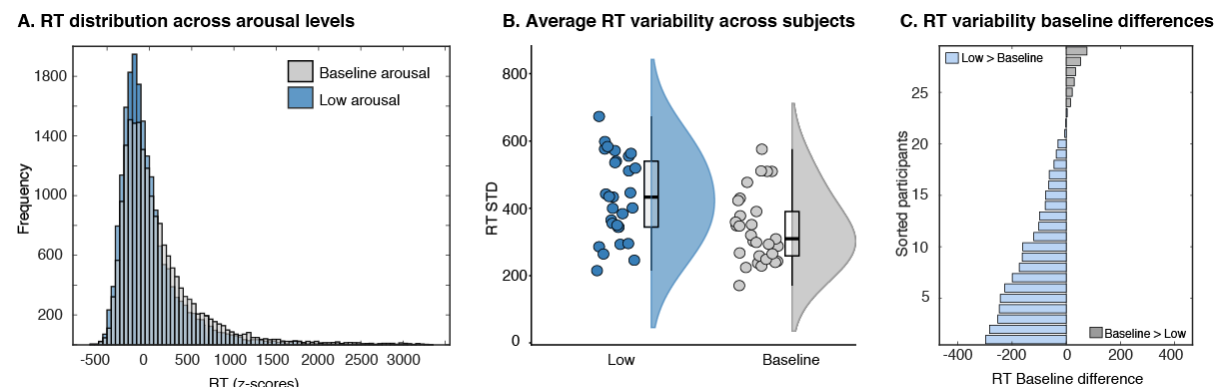 A. RT distribution across arousal levels
B. Average RT variability across subjects
C. RT variability baseline differences
1800
1400
1000
600
200
Frequency
Baseline arousal
Low arousal
-500 0 500 1000 1500 2000 2500 3000
RT (z-scores)
800
600
400
200
0
RT STD
Low Baseline
Low > Baseline
25
20
15
10
5
Sorted participants
Baseline > Low
-400 -200 0 200 400
RT Baseline difference